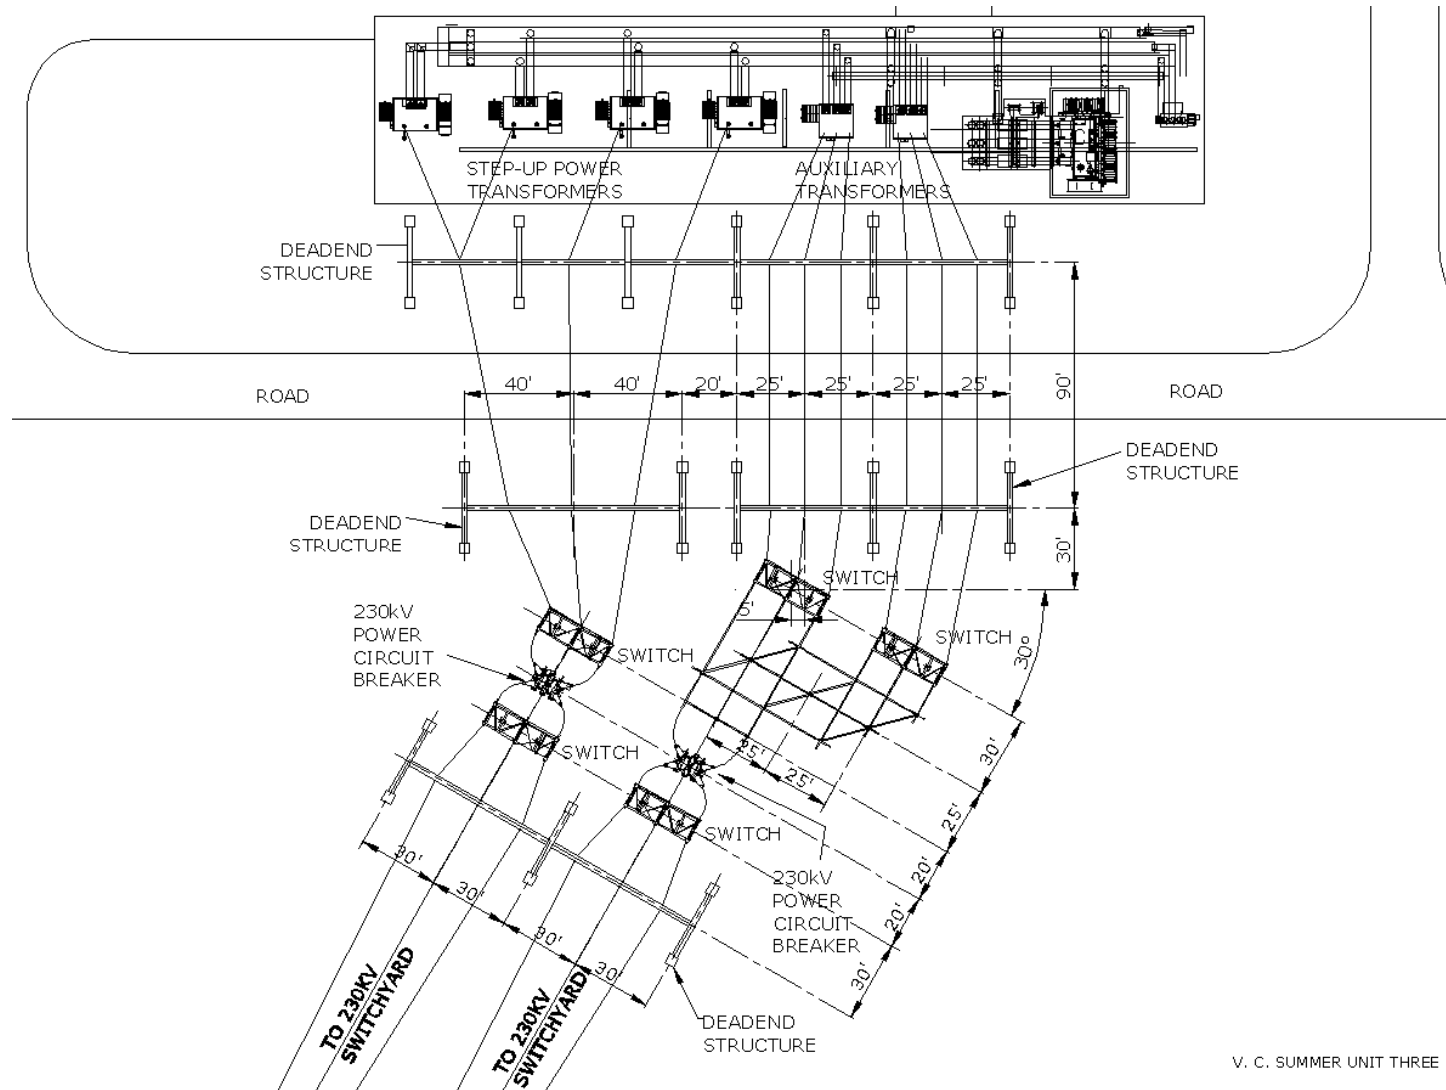 STEP-UP POWER
TRANSFORMERS
AUXILIARY
TRANSFORMERS
DEADEND
STRUCTURE
ROAD
40'
40'
20'
25'
25'
25'
25'
90'
ROAD
DEADEND
STRUCTURE
DEADEND
STRUCTURE
30'
SWITCH
230kV
POWER
CIRCUIT
BREAKER
SWITCH
SWITCH
30°
SWITCH
25'
25'
30'
25'
SWITCH
20'
20'
30'
30'
30'
30'
30'
230kV
POWER
CIRCUIT
BREAKER
TO 230KV
SWITCHYARD
TO 230KV
SWITCHYARD
DEADEND
STRUCTURE
V. C. SUMMER UNIT THREE